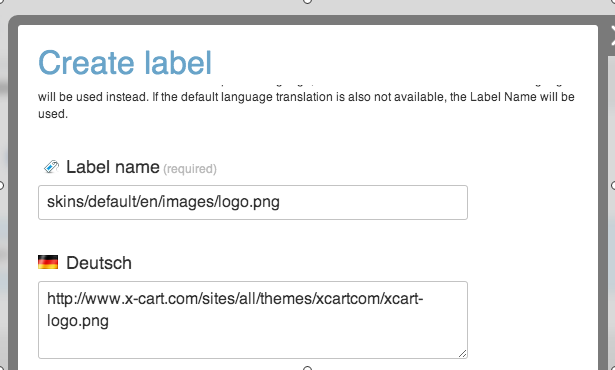 Create label
will be used instead. If the default language translation is also not available, the Label Name will be
used.
Label name (required)
skins/default/en/images/logo.png
Deutsch
http://www.x-cart.com/sites/all/themes/xcartcom/xcart-
logo.png